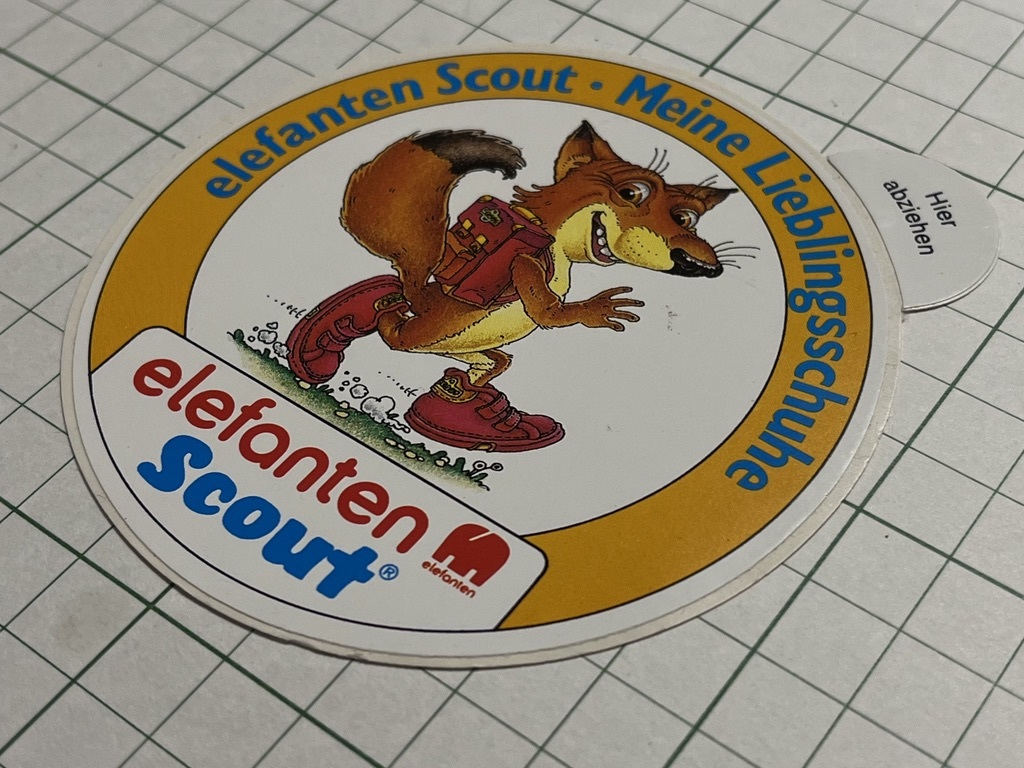 elefanten Scout · Meine Lieblingsschuhe
Hier
abziehen
elefanten
scout®
elefanten